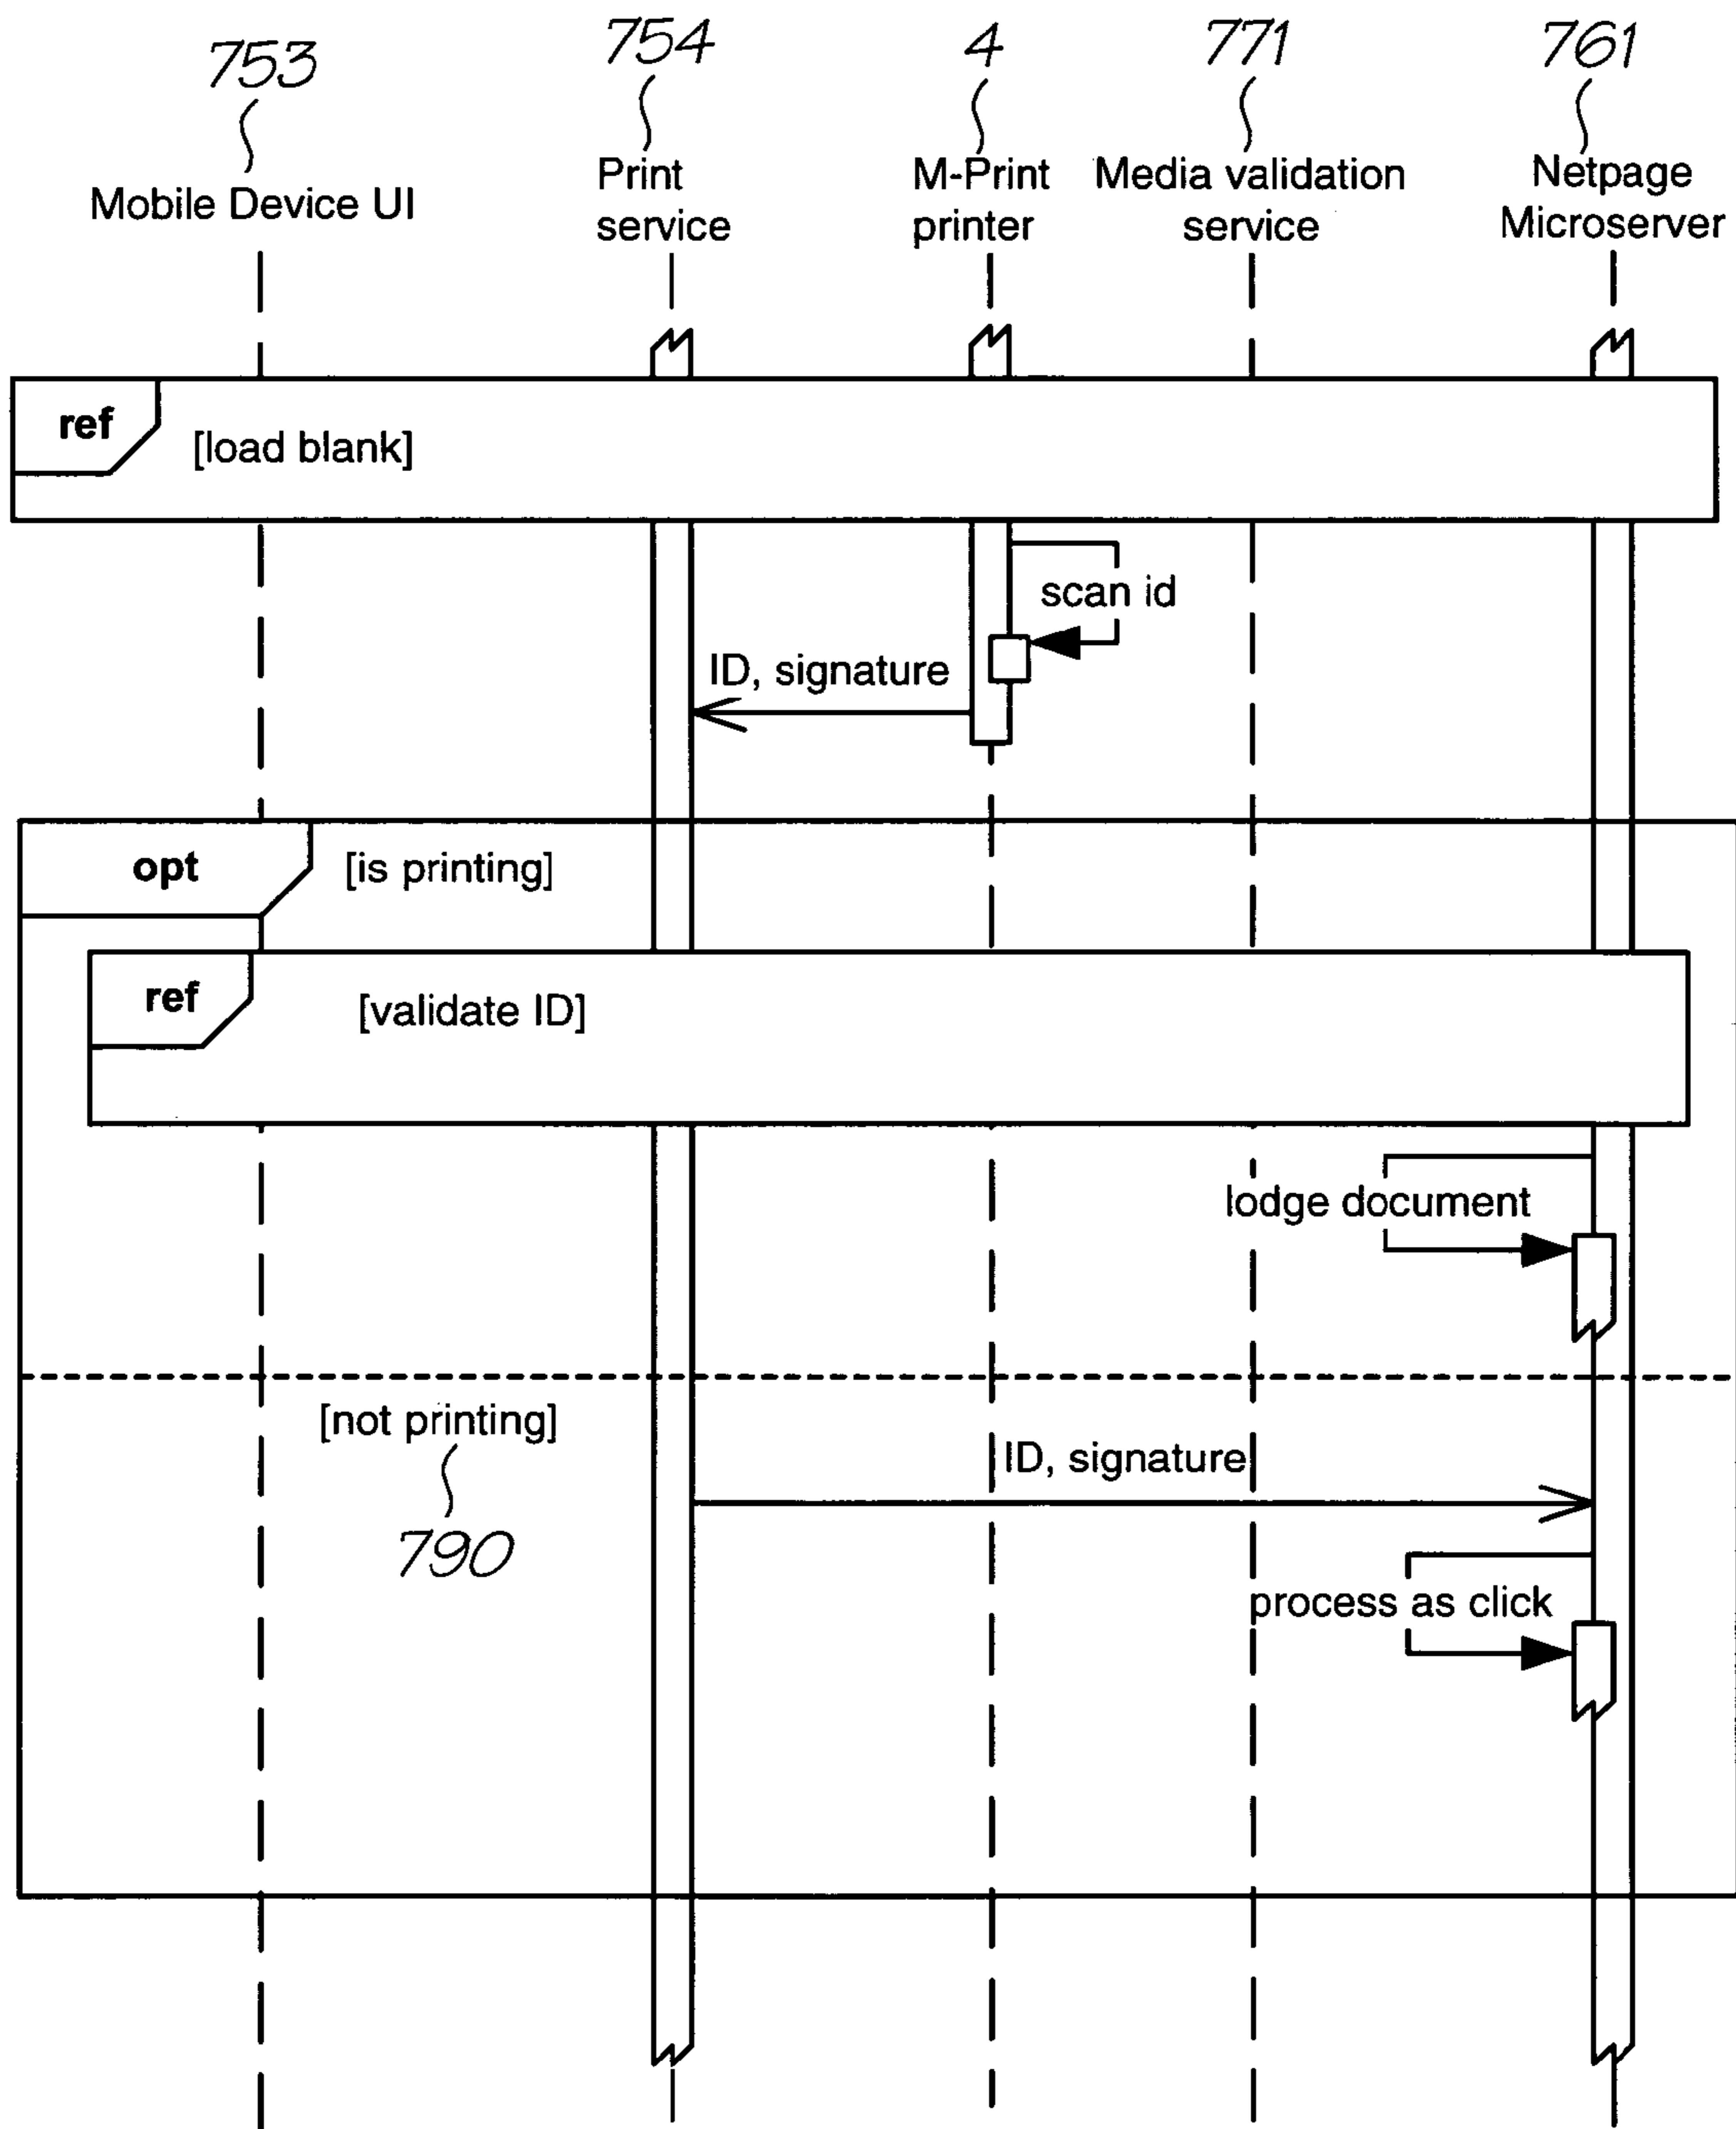 753
754
4
771
761
Mobile Device UI
Print
service
M-Print
printer
Media validation
service
Netpage
Microserver
ref
[load blank]
scan id
ID, signature
opt
[is printing]
ref
[validate ID]
lodge document
[not printing]
ID, signature
790
process as click